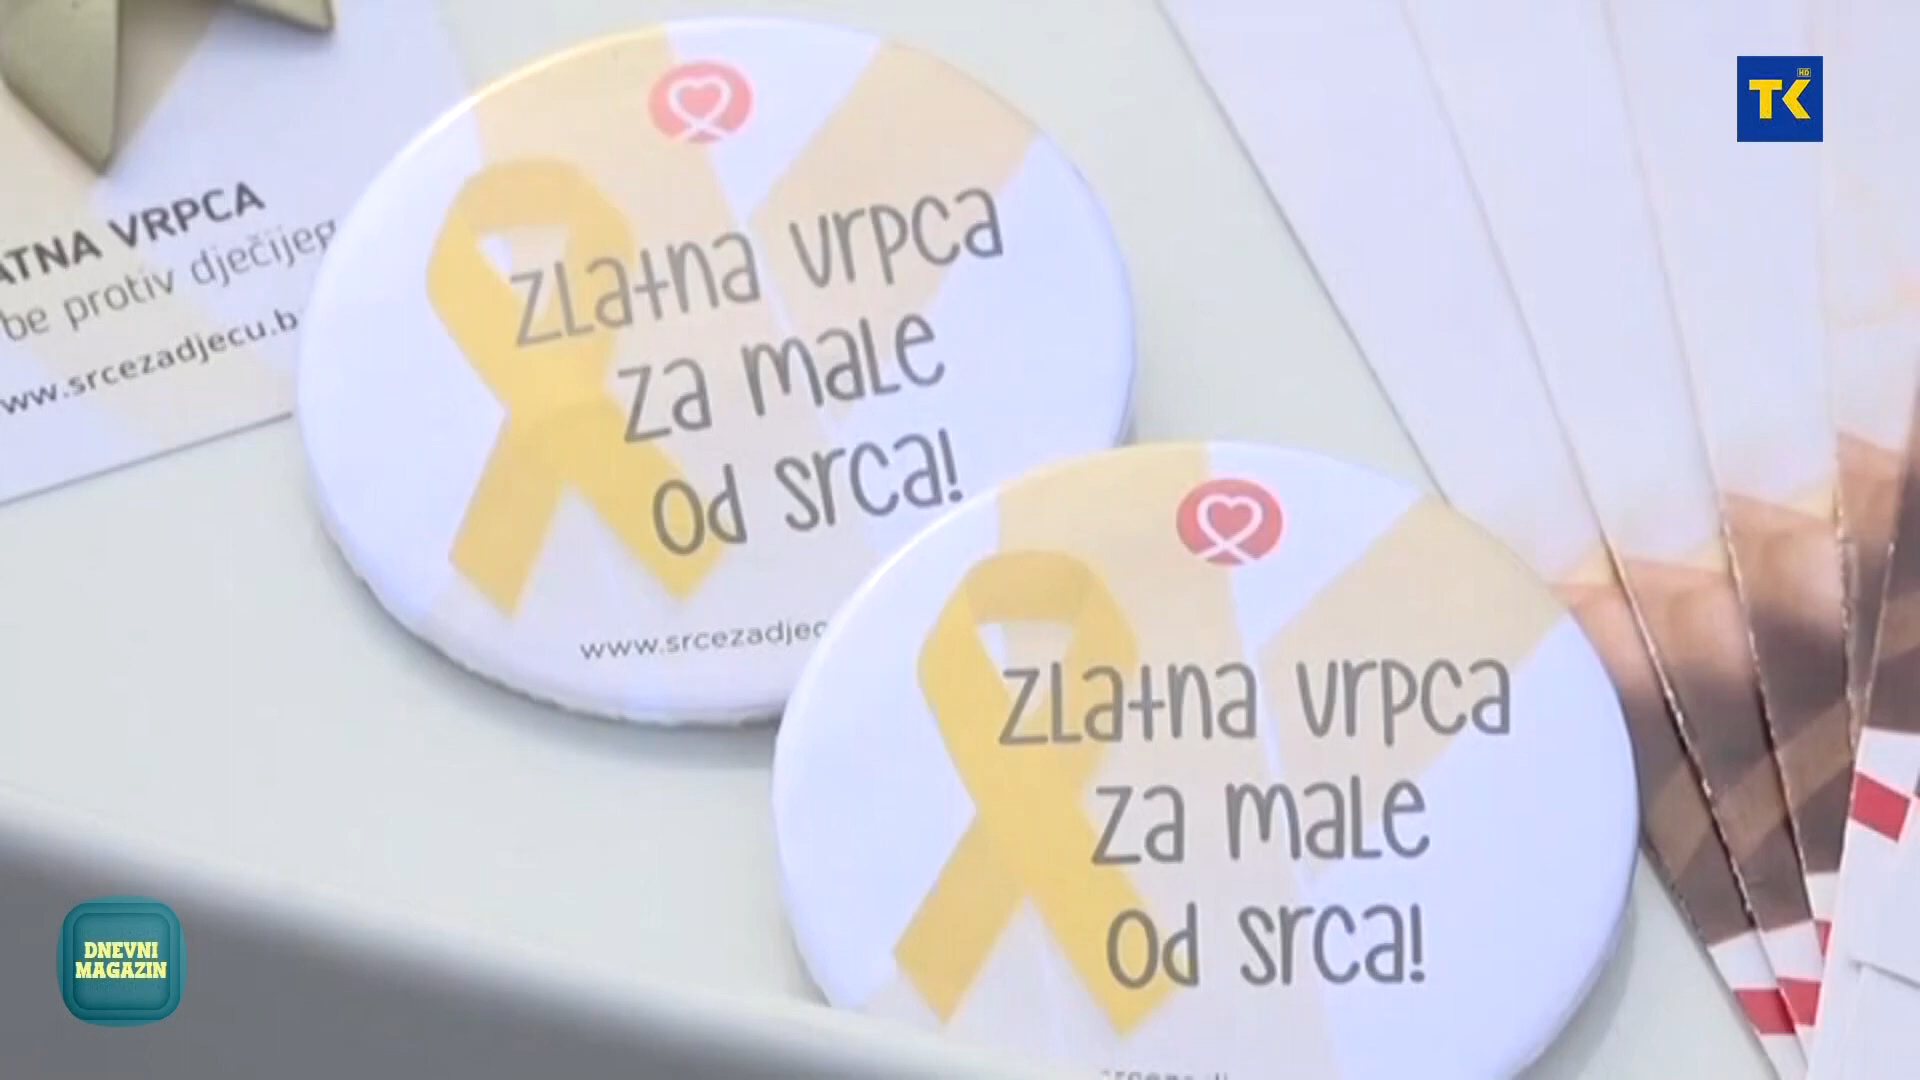 VRPCA
be protiv dječijeg
www.srcezadjecu.b
zlatna vrpca
za male
od srca!
www.srcezadjec
zlatna vrpca
za male
od srca!
HD
TK
DNEVNI
MAGAZIN